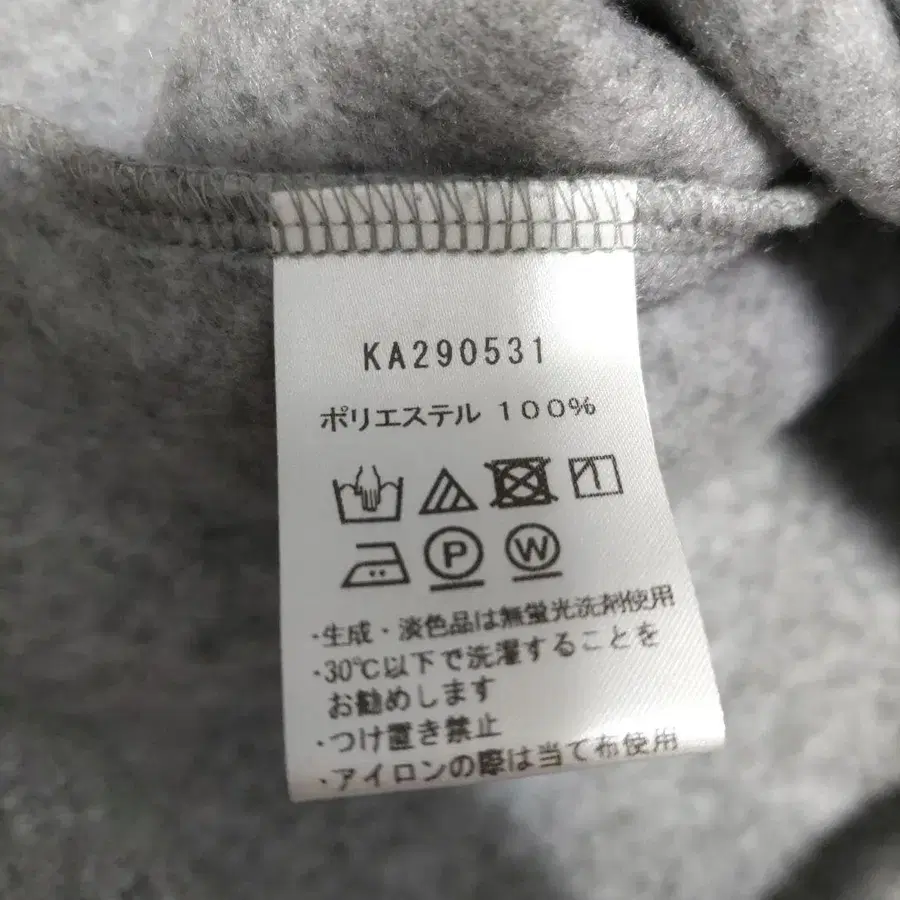 KA290531
ポリエステル 100%
P W
・生成・淡色品は無蛍光洗剤使用
・30℃以下で洗濯することを
お勧めします
・つけ置き禁止
・アイロンの際は当て布使用